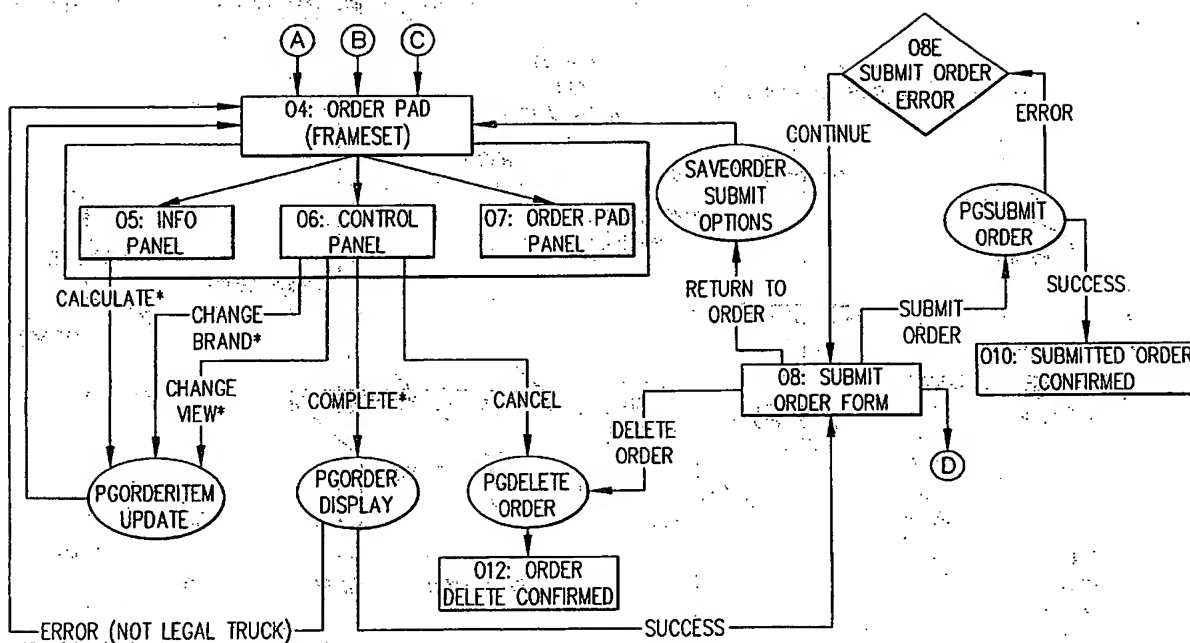 A B C
04: ORDER PAD
(FRAMESET)
08E
SUBMIT ORDER
ERROR
ERROR
CONTINUE
SAVEORDER
SUBMIT
OPTIONS
PGSUBMIT
ORDER
05: INFO
PANEL
06: CONTROL
PANEL
07: ORDER PAD
PANEL
CALCULATE*
CHANGE
BRAND*
CHANGE
VIEW*
COMPLETE*
CANCEL
RETURN TO
ORDER
SUBMIT
ORDER
SUCCESS
010: SUBMITTED ORDER
CONFIRMED
08: SUBMIT
ORDER FORM
DELETE
ORDER
D
PGORDERITEM
UPDATE
PGORDER
DISPLAY
PGDELETE
ORDER
012: ORDER
DELETE CONFIRMED
ERROR (NOT LEGAL TRUCK)
SUCCESS